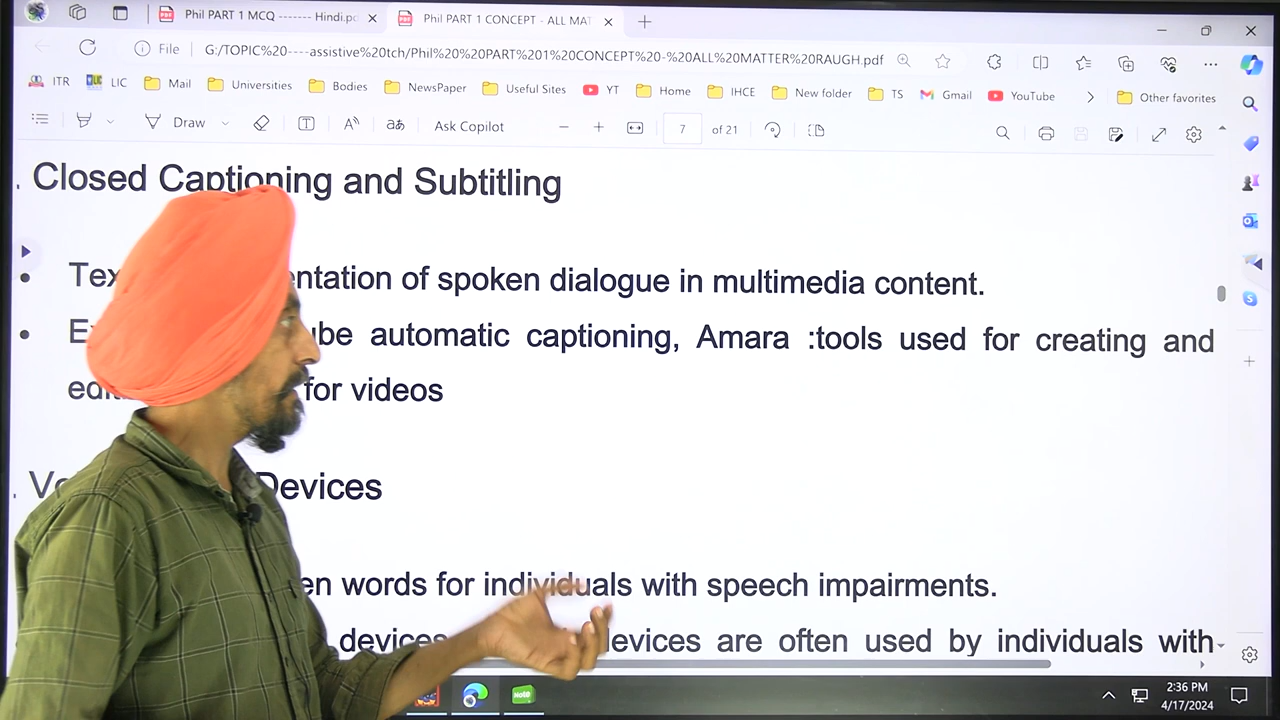 Phil PART 1 MCQ ------- Hindi.pd
Phil PART 1 CONCEPT - ALL MAT
File
G:/TOPIC%20----assistive%20tch/Phil%20%20PART%201%20CONCEPT%20-%20ALL%20MATTER%20RAUGH.pdf
ITR
LIC
Mail
Universities
Bodies
NewsPaper
Useful Sites
YT
Home
IHCE
New folder
TS
Gmail
YouTube
Other favorites
Draw
Ask Copilot
7
of 21
. Closed Captioning and Subtitling
of spoken dialogue in multimedia content.
automatic captioning, Amara :tools used for creating and
for videos
Devices
words for individuals with speech impairments.
devices are often used by individuals with
Note
2:36 PM
4/17/2024